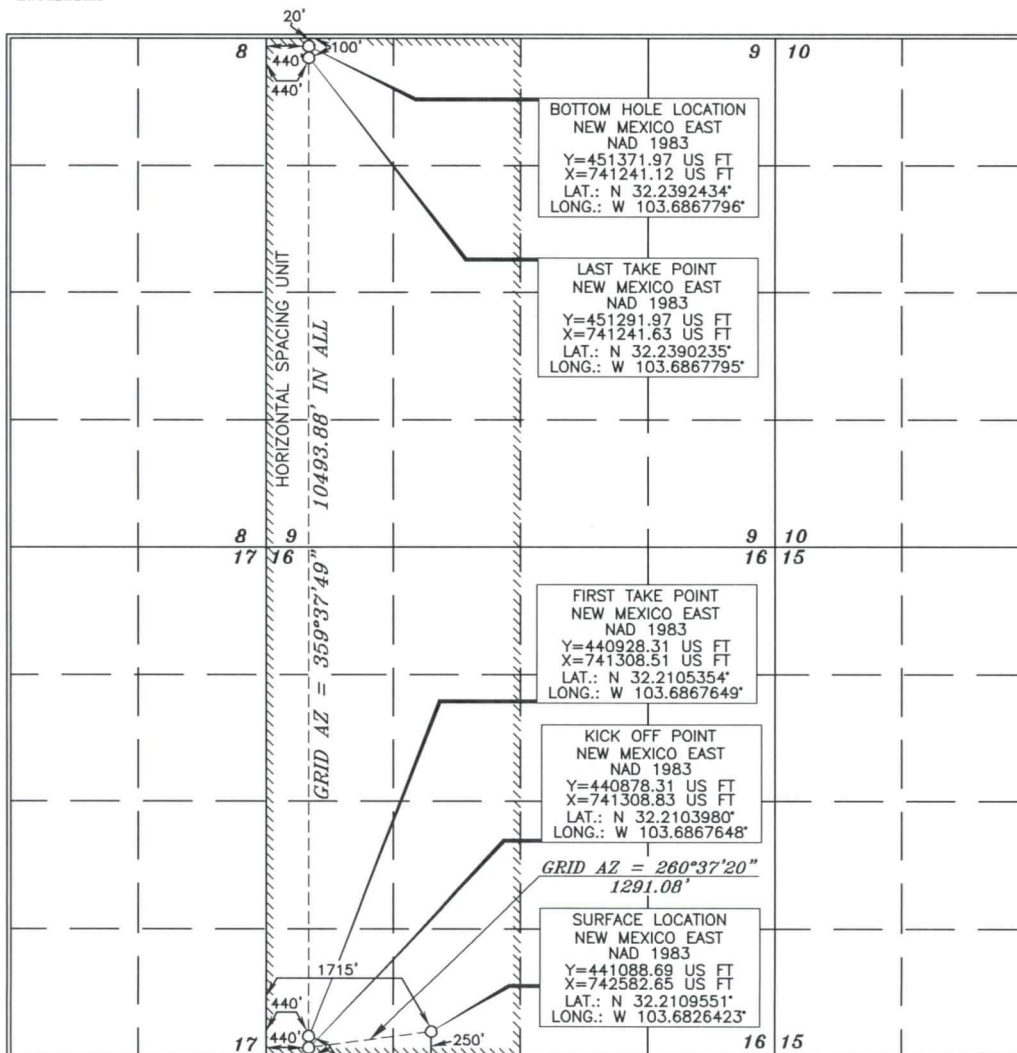 20'
8
440'
100'
9
10
440'
BOTTOM HOLE LOCATION
NEW MEXICO EAST
NAD 1983
Y=451371.97 US FT
X=741241.12 US FT
LAT.: N 32.2392434°
LONG.: W 103.6867796°
LAST TAKE POINT
NEW MEXICO EAST
NAD 1983
Y=451291.97 US FT
X=741241.63 US FT
LAT.: N 32.2390235°
LONG.: W 103.6867795°
HORIZONTAL SPACING UNIT
10493.88' IN ALL
8
9
9
10
17
16
16
15
GRID AZ = 359°37'49"
FIRST TAKE POINT
NEW MEXICO EAST
NAD 1983
Y=440928.31 US FT
X=741308.51 US FT
LAT.: N 32.2105354°
LONG.: W 103.6867649°
KICK OFF POINT
NEW MEXICO EAST
NAD 1983
Y=440878.31 US FT
X=741308.83 US FT
LAT.: N 32.2103980°
LONG.: W 103.6867648°
GRID AZ = 260°37'20"
1291.08'
SURFACE LOCATION
NEW MEXICO EAST
NAD 1983
Y=441088.69 US FT
X=742582.65 US FT
LAT.: N 32.2109551°
LONG.: W 103.6826423°
1715'
440'
17
440'
250'
16
15